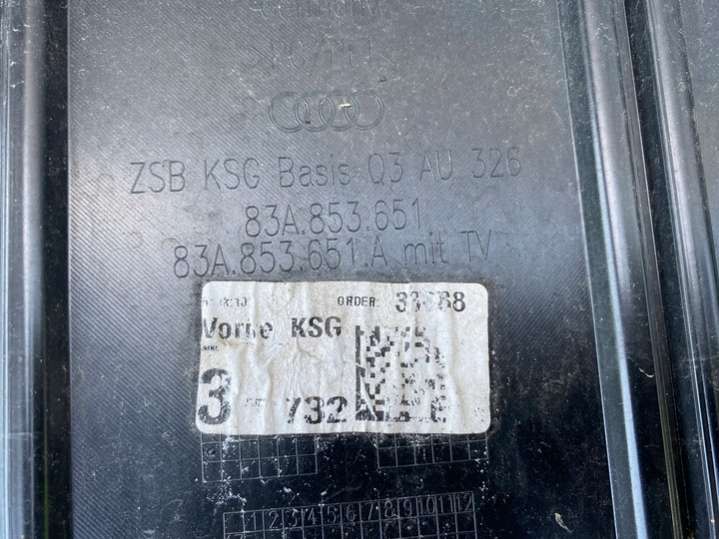 ZSB KSG Basis Q3 AU 326
83A.853.651
83A.853.651.A mit TV
ORDER:
Vorne KSG
3
732
1 2 3 4 5 6 7 8 9 10 11 12